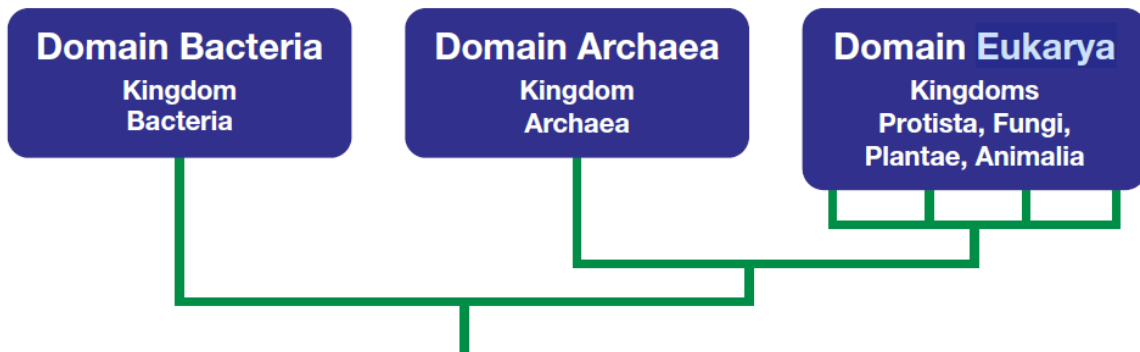 Domain Bacteria
Kingdom
Bacteria
Domain Archaea
Kingdom
Archaea
Domain Eukarya
Kingdoms
Protista, Fungi,
Plantae, Animalia